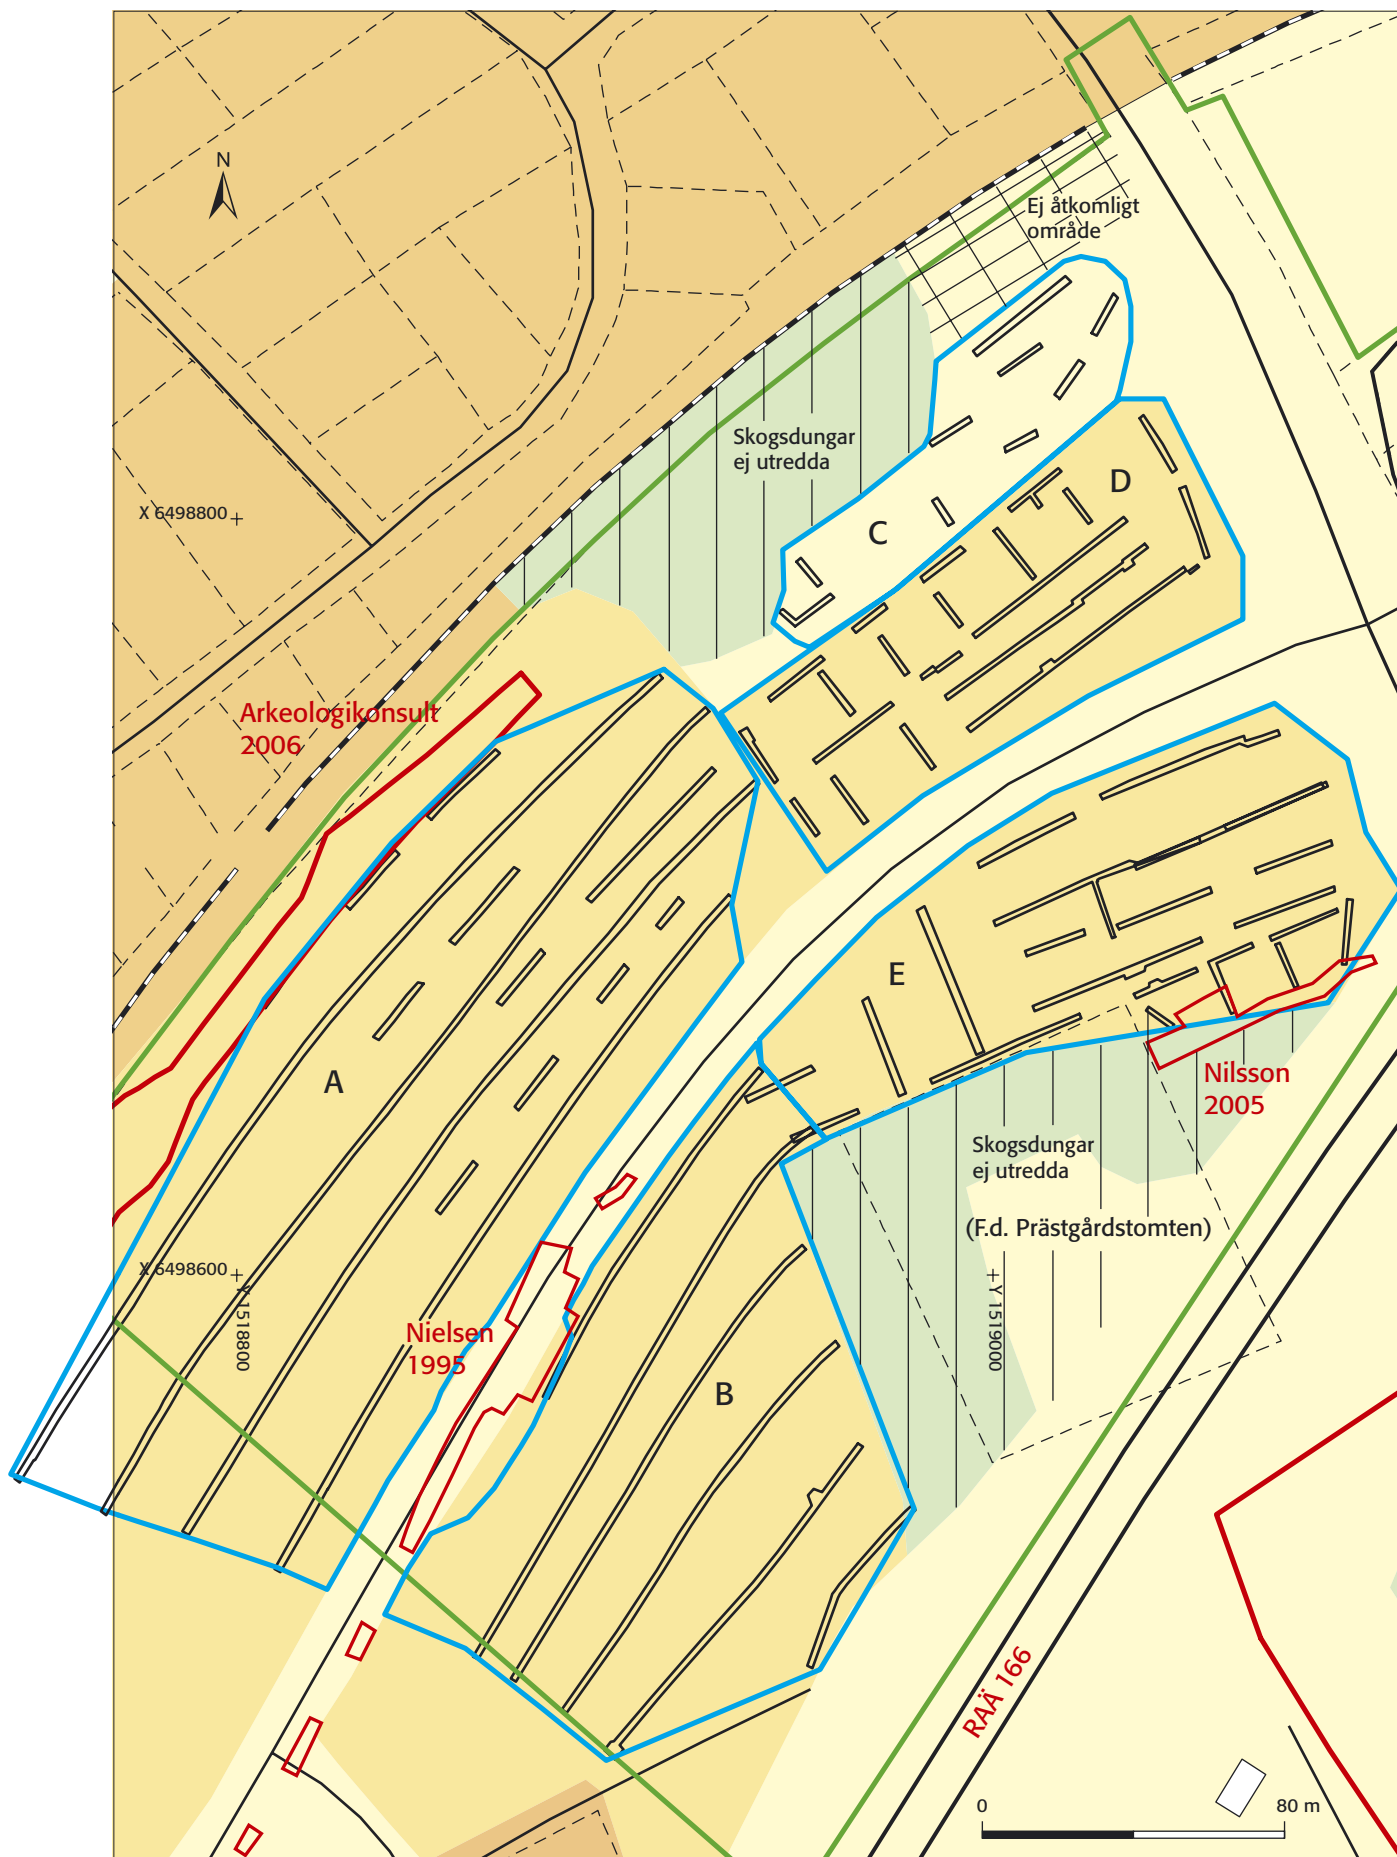 N
Ej åtkomligt
område
Skogsdungar
ej utredda
D
X 6498800
C
Arkeologikonsult
2006
E
A
Nilsson
2005
Skogsdungar
ej utredda
(F.d. Prästgårdstomten)
X 6498600
Y 1518800
Y 1519000
Nielsen
1995
B
RAÄ 166
0
80 m